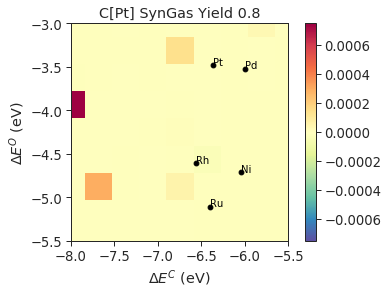 C[Pt] SynGas Yield 0.8
−3.0
−3.5
−4.0
−4.5
−5.0
−5.5
ΔE^O (eV)
Pt
Pd
Rh
Ni
Ru
−8.0 −7.5 −7.0 −6.5 −6.0 −5.5
ΔE^C (eV)
0.0006
0.0004
0.0002
0.0000
−0.0002
−0.0004
−0.0006